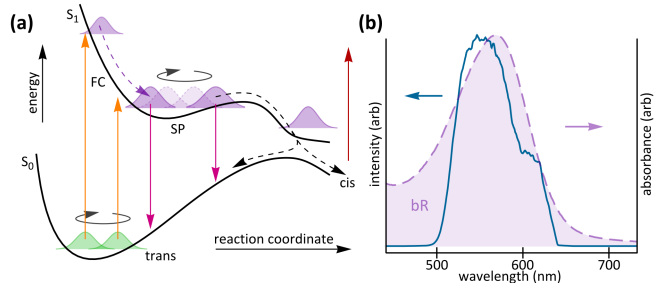 (a)
S1
energy
FC
SP
S0
trans
cis
reaction coordinate
(b)
intensity (arb)
bR
absorbance (arb)
500
600
700
wavelength (nm)